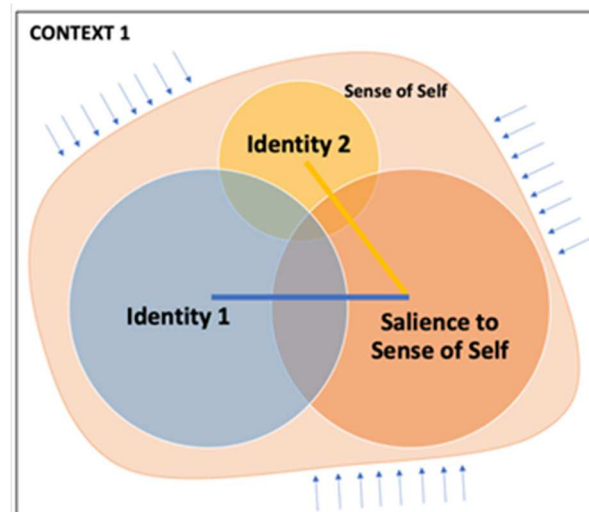 CONTEXT 1
Sense of Self
Identity 2
Identity 1
Salience to
Sense of Self